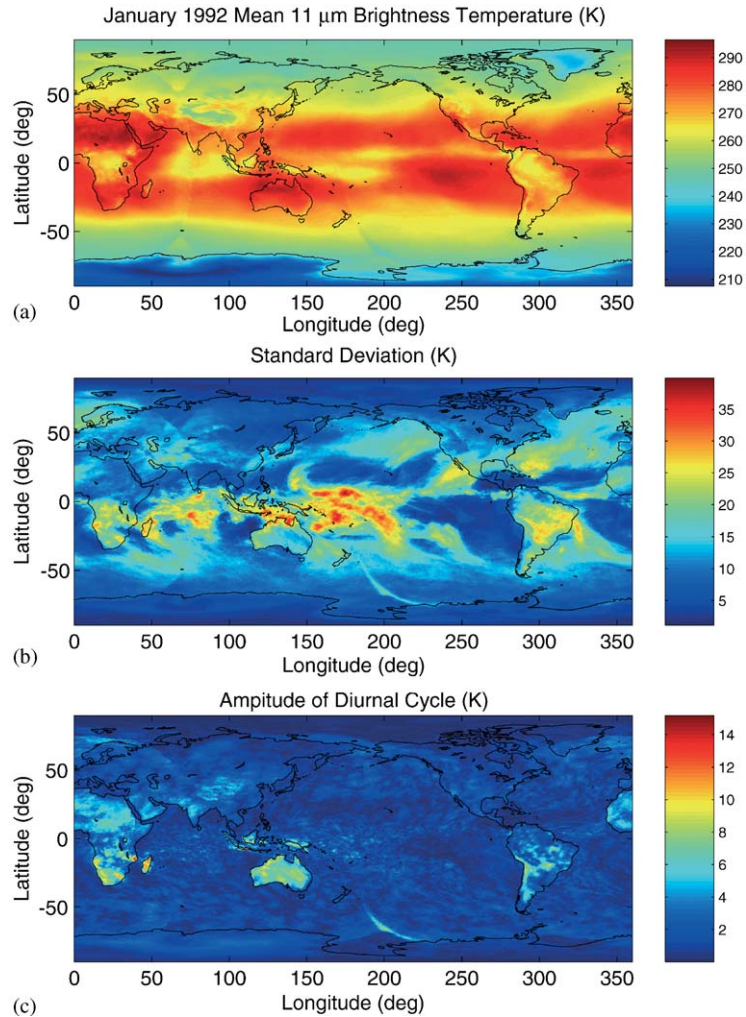 January 1992 Mean 11 μm Brightness Temperature (K)
290
280
270
260
250
240
230
220
210
50
0
-50
Latitude (deg)
0 50 100 150 200 250 300 350
Longitude (deg)
(a)
Standard Deviation (K)
35
30
25
20
15
10
5
50
0
-50
Latitude (deg)
0 50 100 150 200 250 300 350
Longitude (deg)
(b)
Ampitude of Diurnal Cycle (K)
14
12
10
8
6
4
2
50
0
-50
Latitude (deg)
0 50 100 150 200 250 300 350
Longitude (deg)
(c)